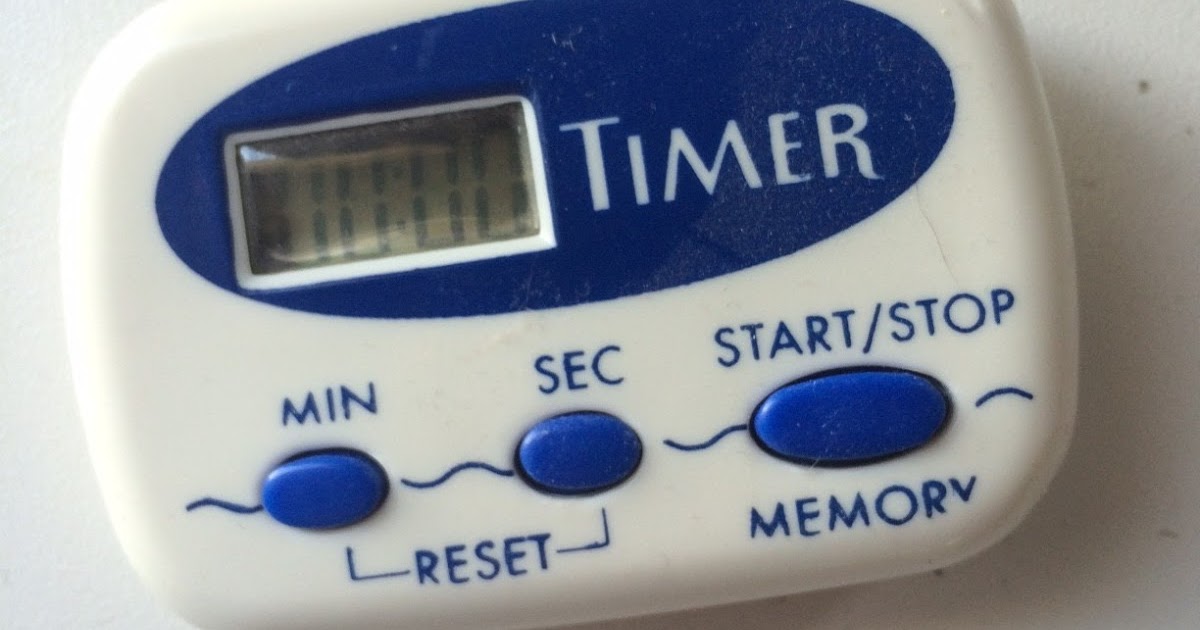 TIMER
START/STOP
SEC
MIN
MEMORY
RESET